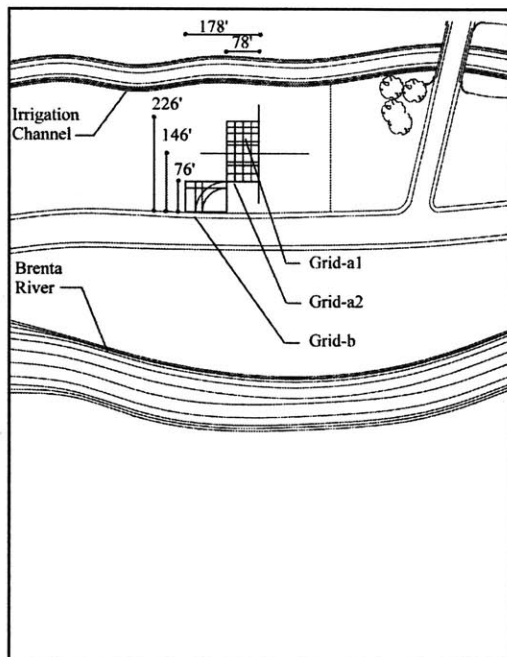 178'
78'
Irrigation
Channel
226'
146'
76'
Grid-a1
Brenta
River
Grid-a2
Grid-b